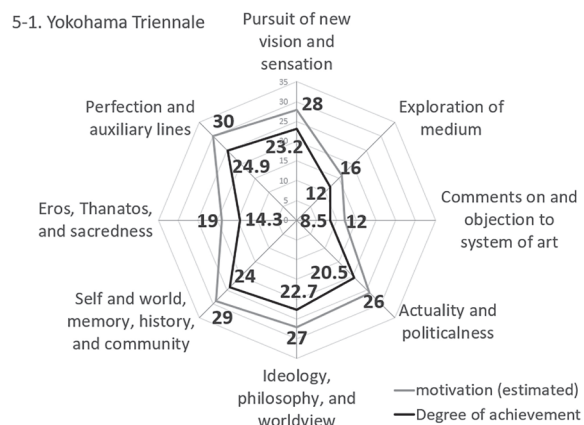 5-1. Yokohama Triennale
Pursuit of new
vision and
sensation
35
30
25
20
15
10
5
0
28
23.2
Exploration of
medium
16
12
Comments on and
objection to
system of art
12
8.5
Actuality and
politicalness
26
20.5
Ideology,
philosophy, and
worldview
27
22.7
Self and world,
memory, history,
and community
29
24
Eros, Thanatos,
and sacredness
19
14.3
Perfection and
auxiliary lines
30
24.9
motivation (estimated)
Degree of achievement